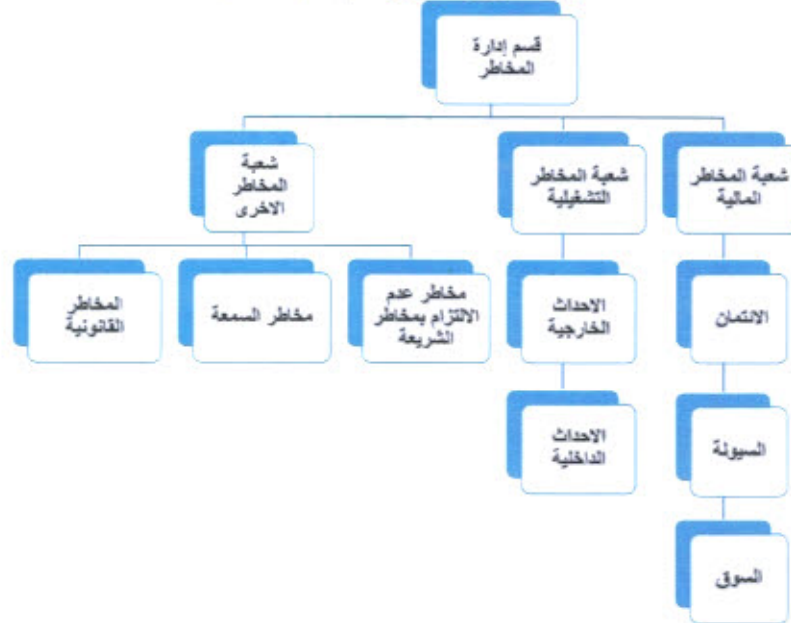 قسم إدارة
المخاطر
شعبة المخاطر
المالية
شعبة المخاطر
التشغيلية
شعبة
المخاطر
الاخرى
الائتمان
الاحداث
الخارجية
مخاطر عدم
الالتزام بمخاطر
الشريعة
مخاطر السمعة
المخاطر
القانونية
السيولة
الاحداث
الداخلية
السوق